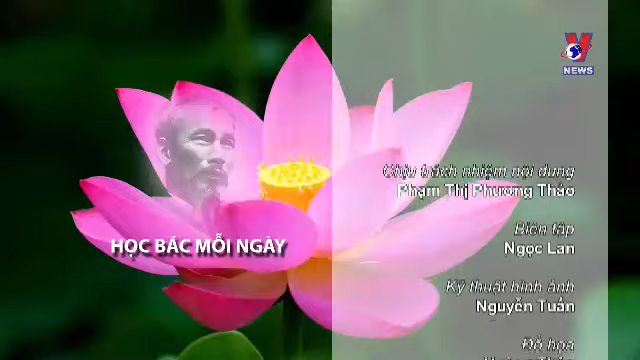 V
NEWS
HỌC BÁC MỖI NGÀY
Chịu trách nhiệm nội dung
Phạm Thị Phương Thảo
Biên tập
Ngọc Lan
Kỹ thuật hình ảnh
Nguyễn Tuấn
Đồ họa